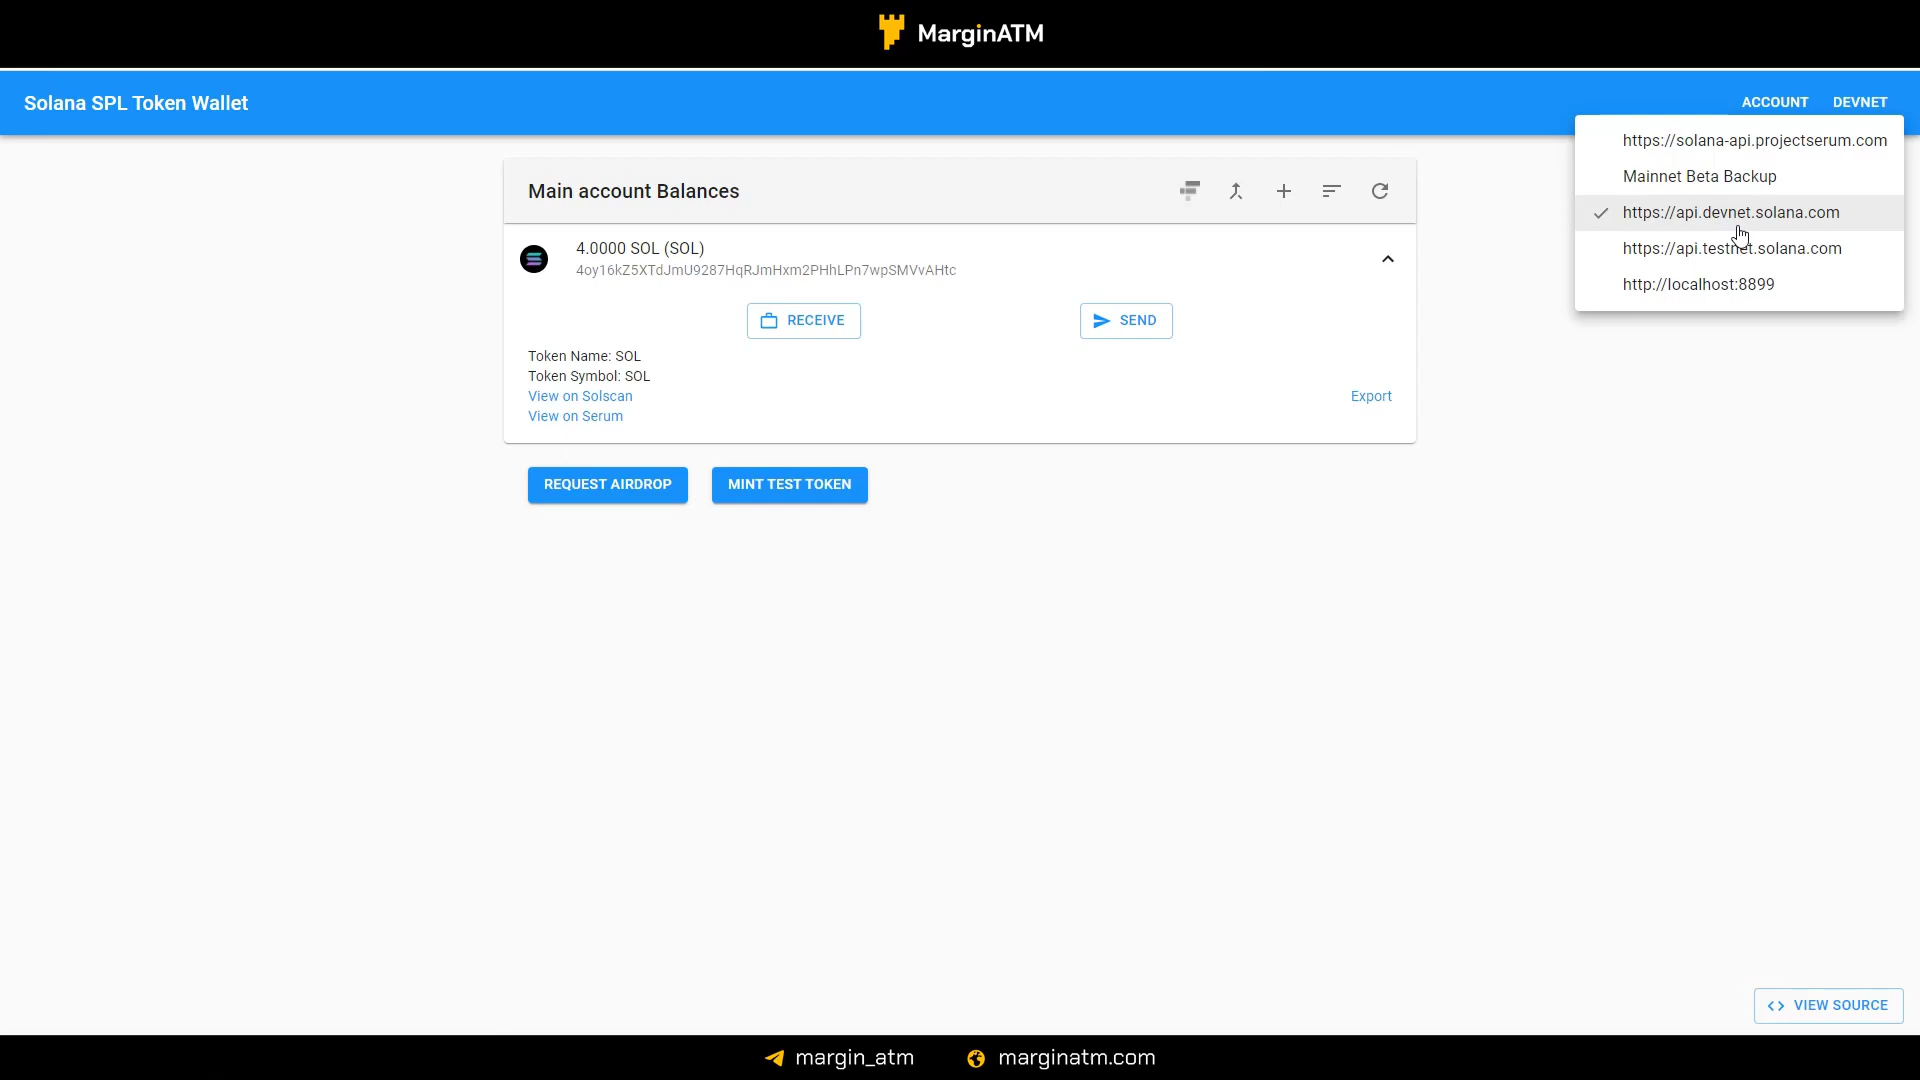 MarginATM
Solana SPL Token Wallet
ACCOUNT
DEVNET
https://solana-api.projectserum.com
Mainnet Beta Backup
https://api.devnet.solana.com
https://api.testnet.solana.com
http://localhost:8899
Main account Balances
4.0000 SOL (SOL)
4oy16kZ5XTdJmU9287HqRJmHxm2PHhLPn7wpSMVvAHtc
RECEIVE
SEND
Token Name: SOL
Token Symbol: SOL
View on Solscan
Export
View on Serum
REQUEST AIRDROP
MINT TEST TOKEN
VIEW SOURCE
margin_atm
marginatm.com